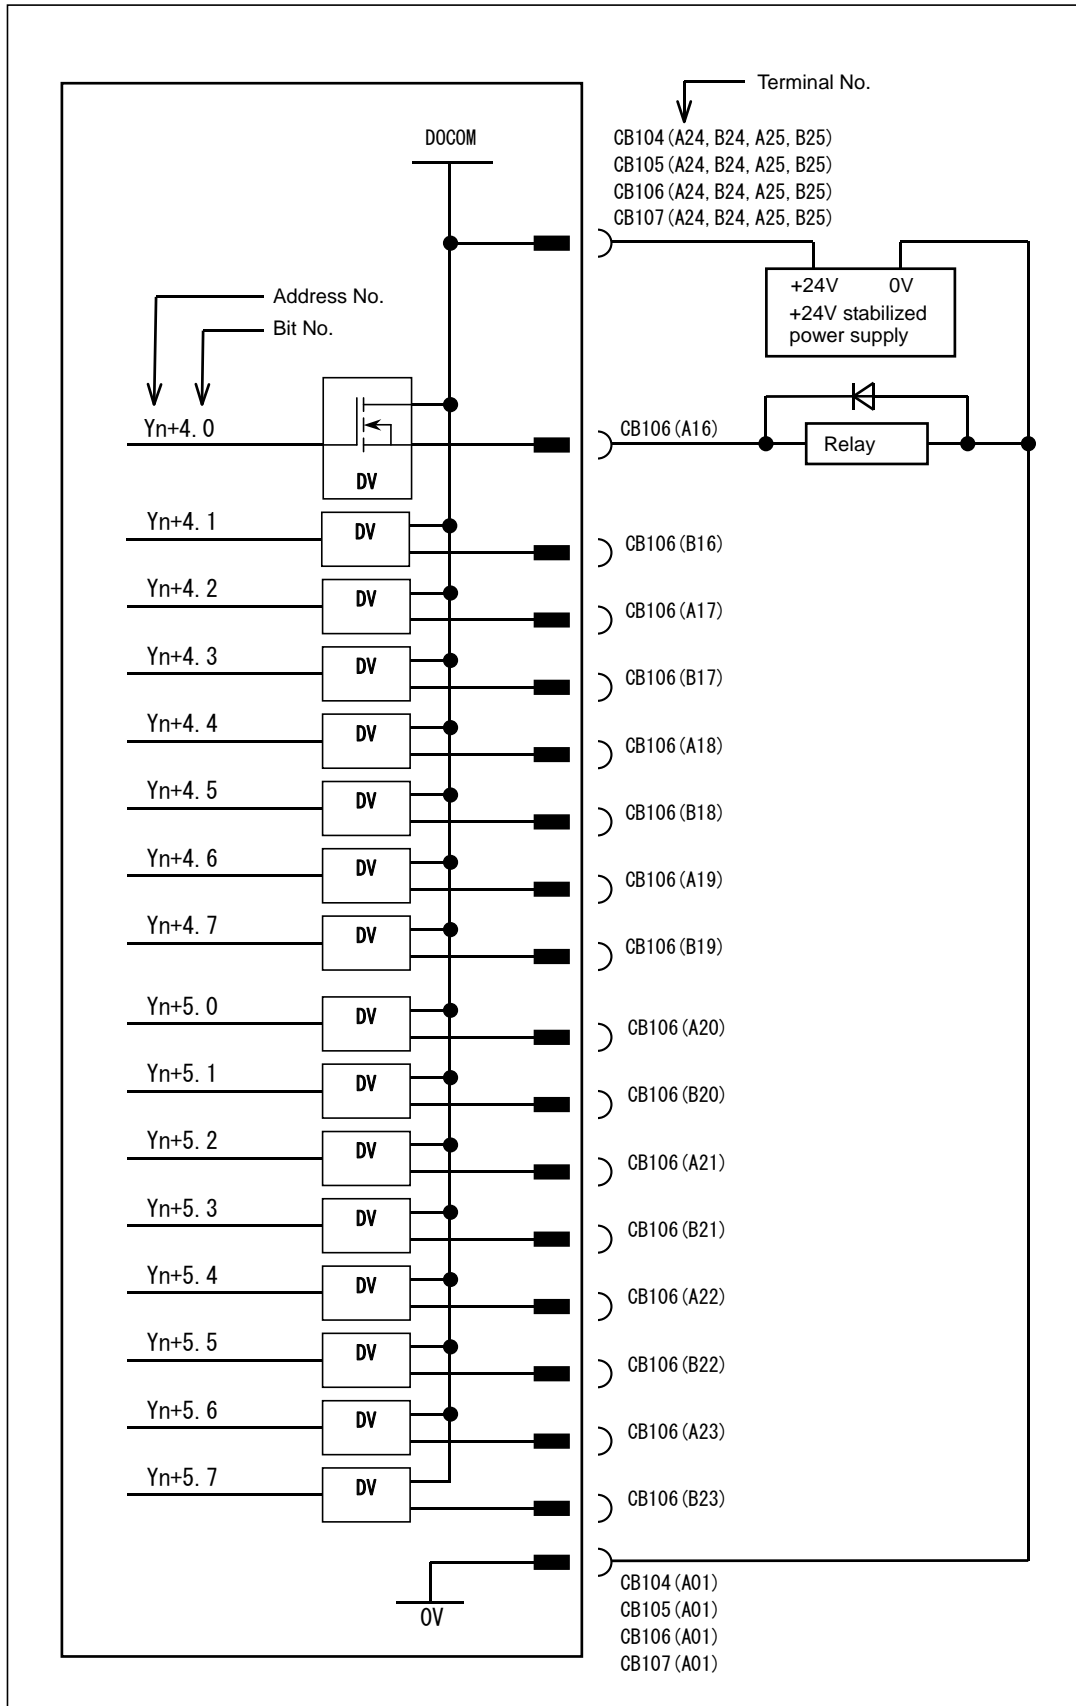 Terminal No.
DOCOM
CB104(A24, B24, A25, B25)
CB105(A24, B24, A25, B25)
CB106(A24, B24, A25, B25)
CB107(A24, B24, A25, B25)
+24V 0V
+24V stabilized
power supply
Address No.
Bit No.
Yn+4.0
DV
CB106(A16)
Relay
Yn+4.1
DV
CB106(B16)
Yn+4.2
DV
CB106(A17)
Yn+4.3
DV
CB106(B17)
Yn+4.4
DV
CB106(A18)
Yn+4.5
DV
CB106(B18)
Yn+4.6
DV
CB106(A19)
Yn+4.7
DV
CB106(B19)
Yn+5.0
DV
CB106(A20)
Yn+5.1
DV
CB106(B20)
Yn+5.2
DV
CB106(A21)
Yn+5.3
DV
CB106(B21)
Yn+5.4
DV
CB106(A22)
Yn+5.5
DV
CB106(B22)
Yn+5.6
DV
CB106(A23)
Yn+5.7
DV
CB106(B23)
0V
CB104(A01)
CB105(A01)
CB106(A01)
CB107(A01)